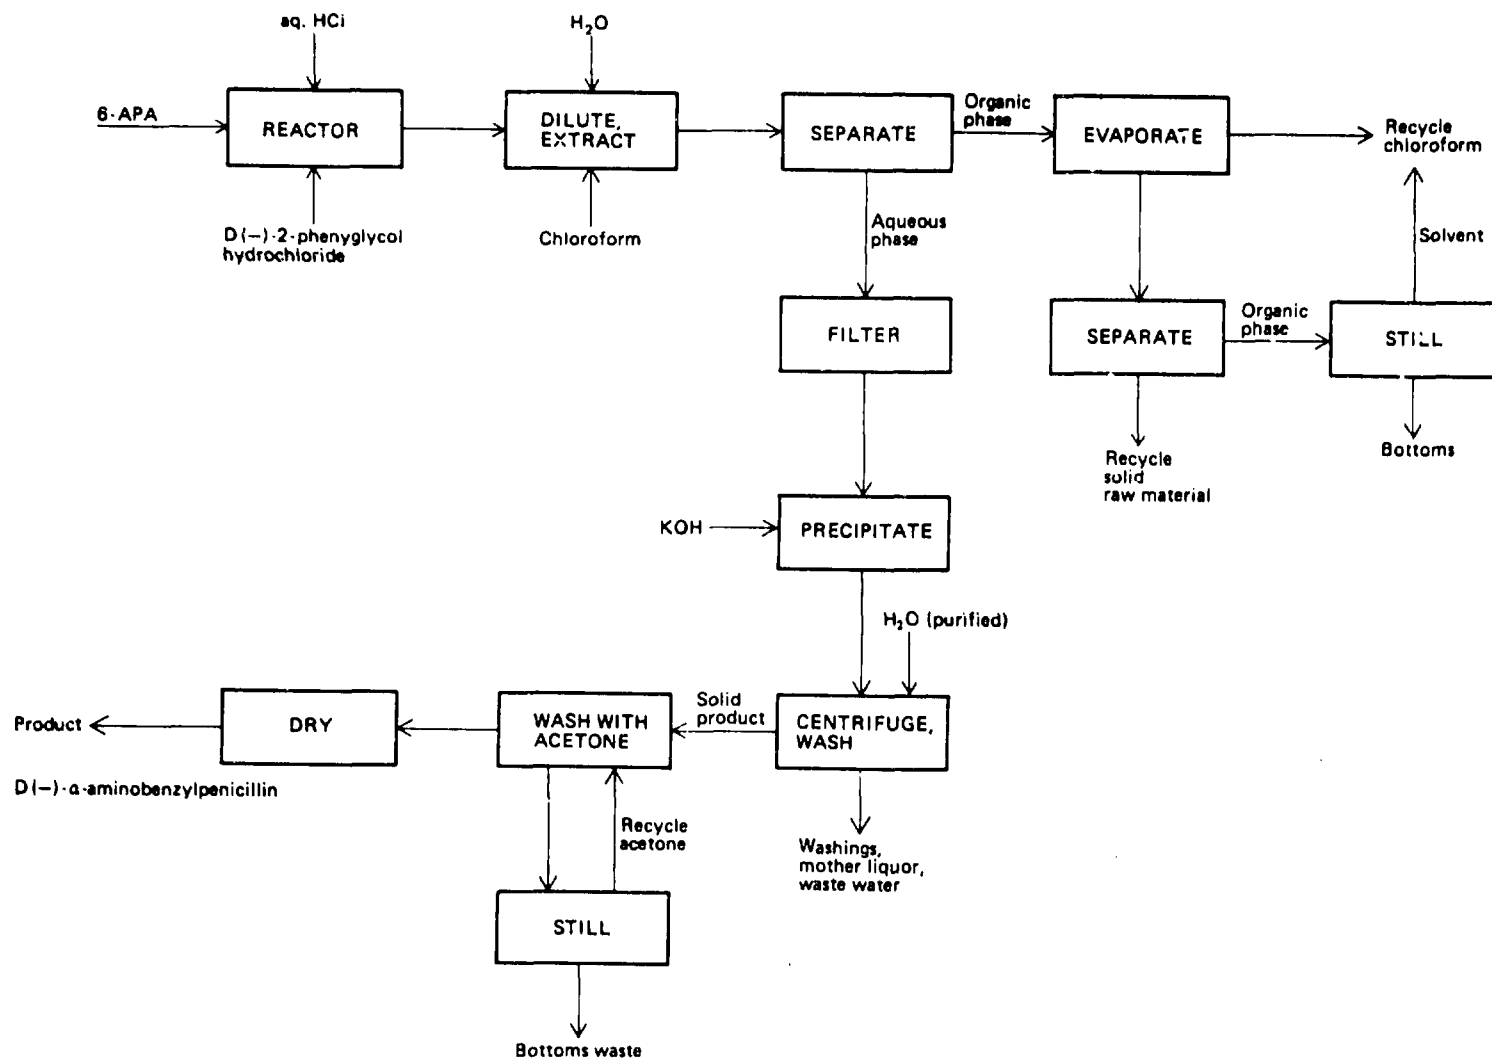 aq. HCi
H₂O
6-APA
REACTOR
DILUTE,
EXTRACT
SEPARATE
Organic
phase
EVAPORATE
Recycle
chloroform
D(−)-2-phenyglycol
hydrochloride
Chloroform
Aqueous
phase
Solvent
FILTER
SEPARATE
Organic
phase
STILL
Recycle
solid
raw material
Bottoms
KOH
PRECIPITATE
H₂O (purified)
Product
DRY
WASH WITH
ACETONE
Solid
product
CENTRIFUGE,
WASH
D(−)-α-aminobenzylpenicillin
Recycle
acetone
Washings,
mother liquor,
waste water
STILL
Bottoms waste